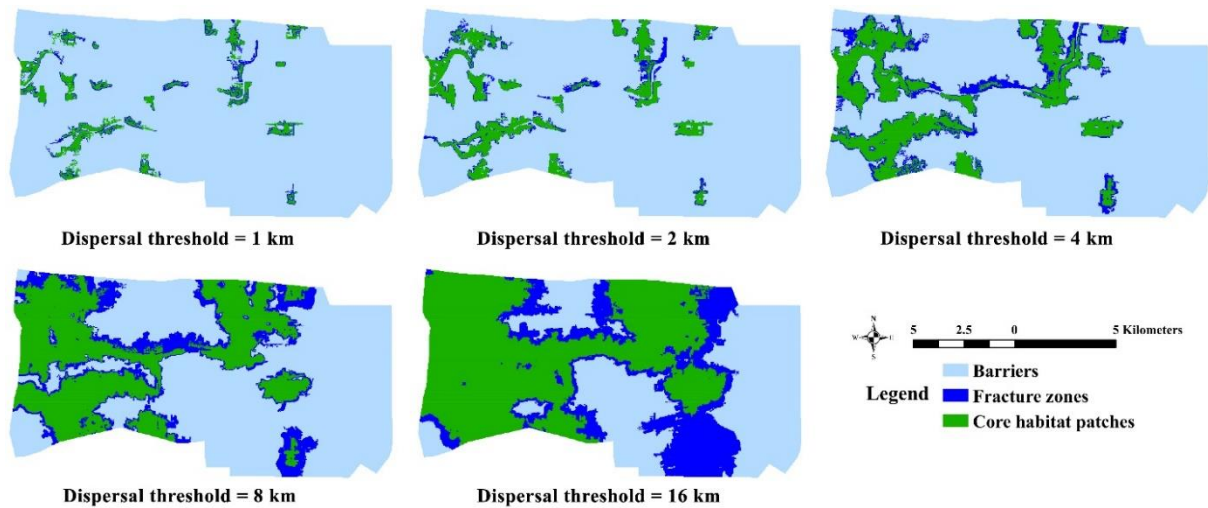 Dispersal threshold = 1 km
Dispersal threshold = 2 km
Dispersal threshold = 4 km
Dispersal threshold = 8 km
Dispersal threshold = 16 km
N
W E
S
5 2.5 0 5 Kilometers
Legend
Barriers
Fracture zones
Core habitat patches